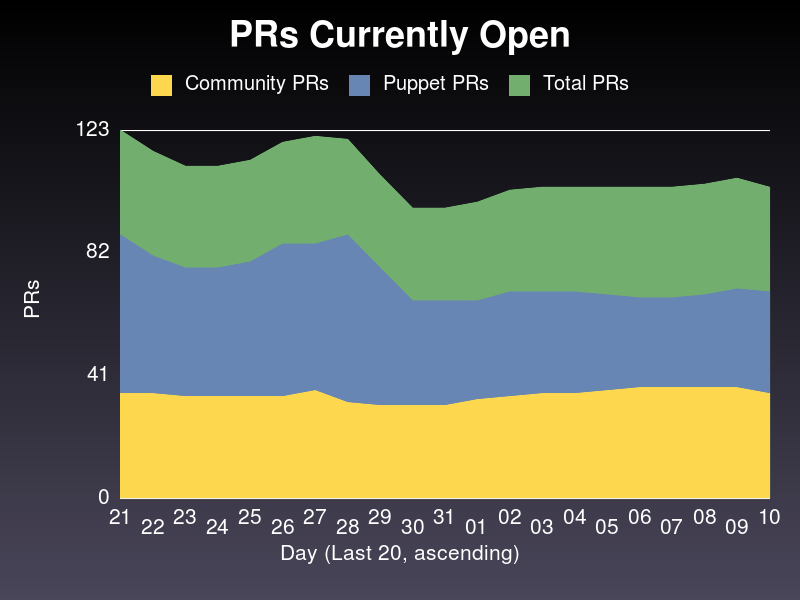 PRs Currently Open
Community PRs Puppet PRs Total PRs
123
82
41
0
PRs
21 22 23 24 25 26 27 28 29 30 31 01 02 03 04 05 06 07 08 09 10
Day (Last 20, ascending)